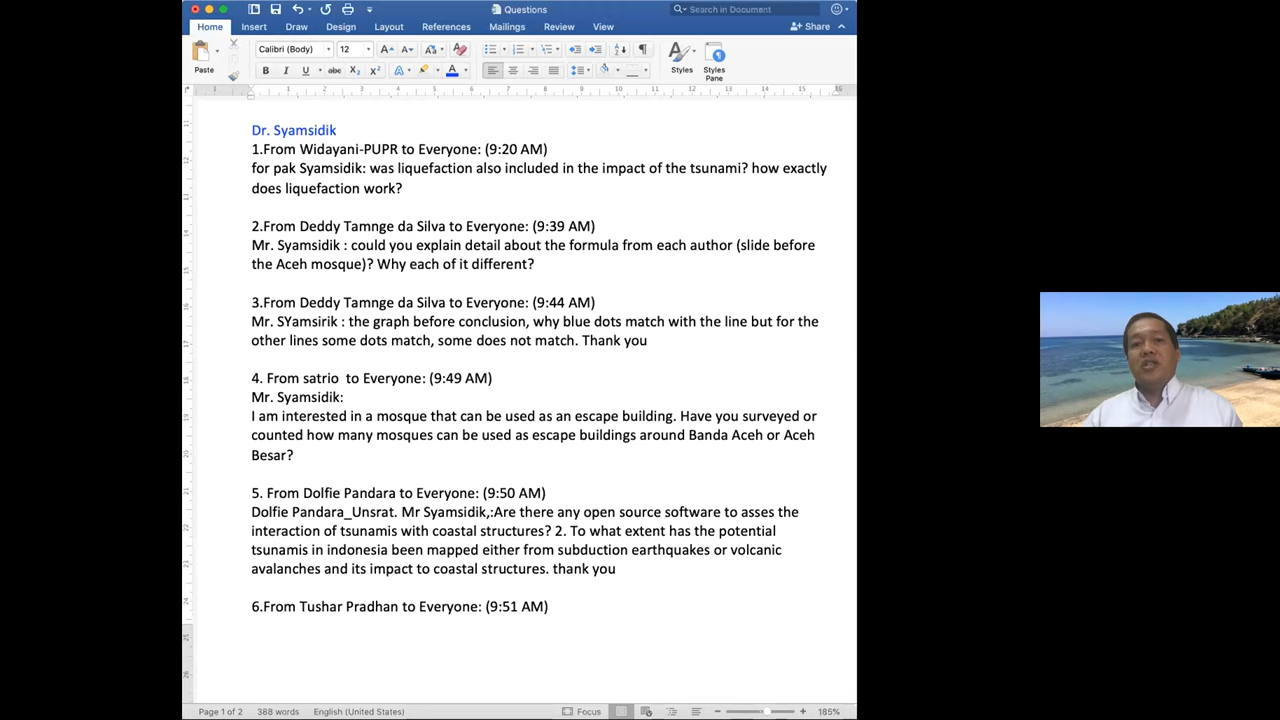 Questions
Search in Document
Home Insert Draw Design Layout References Mailings Review View Share
Calibri (Body) 12
Paste
Styles
Styles Pane
Dr. Syamsidik
1.From Widayani-PUPR to Everyone: (9:20 AM)
for pak Syamsidik: was liquefaction also included in the impact of the tsunami? how exactly
does liquefaction work?
2.From Deddy Tamnge da Silva to Everyone: (9:39 AM)
Mr. Syamsidik : could you explain detail about the formula from each author (slide before
the Aceh mosque)? Why each of it different?
3.From Deddy Tamnge da Silva to Everyone: (9:44 AM)
Mr. SYamsirik : the graph before conclusion, why blue dots match with the line but for the
other lines some dots match, some does not match. Thank you
4. From satrio  to Everyone: (9:49 AM)
Mr. Syamsidik:
I am interested in a mosque that can be used as an escape building. Have you surveyed or
counted how many mosques can be used as escape buildings around Banda Aceh or Aceh
Besar?
5. From Dolfie Pandara to Everyone: (9:50 AM)
Dolfie Pandara_Unsrat. Mr Syamsidik,:Are there any open source software to asses the
interaction of tsunamis with coastal structures? 2. To what extent has the potential
tsunamis in indonesia been mapped either from subduction earthquakes or volcanic
avalanches and its impact to coastal structures. thank you
6.From Tushar Pradhan to Everyone: (9:51 AM)
Page 1 of 2 388 words English (United States) Focus 185%